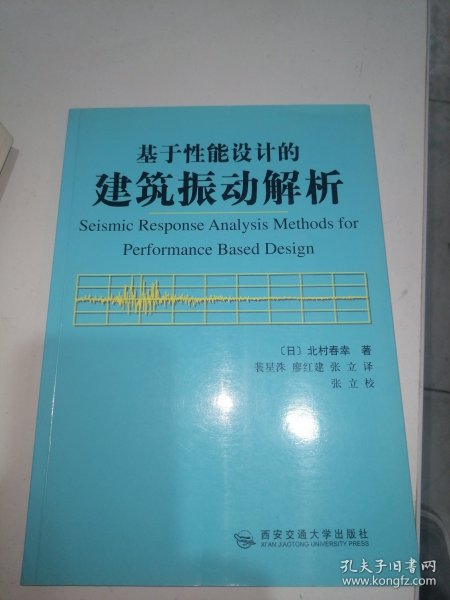 基于性能设计的
建筑振动解析
Seismic Response Analysis Methods for
Performance Based Design
〔日〕北村春幸 著
裴星洙 廖红建 张立 译
张立 校
西安交通大学出版社
XI'AN JIAOTONG UNIVERSITY PRESS
孔夫子旧书网
www.kongfz.com